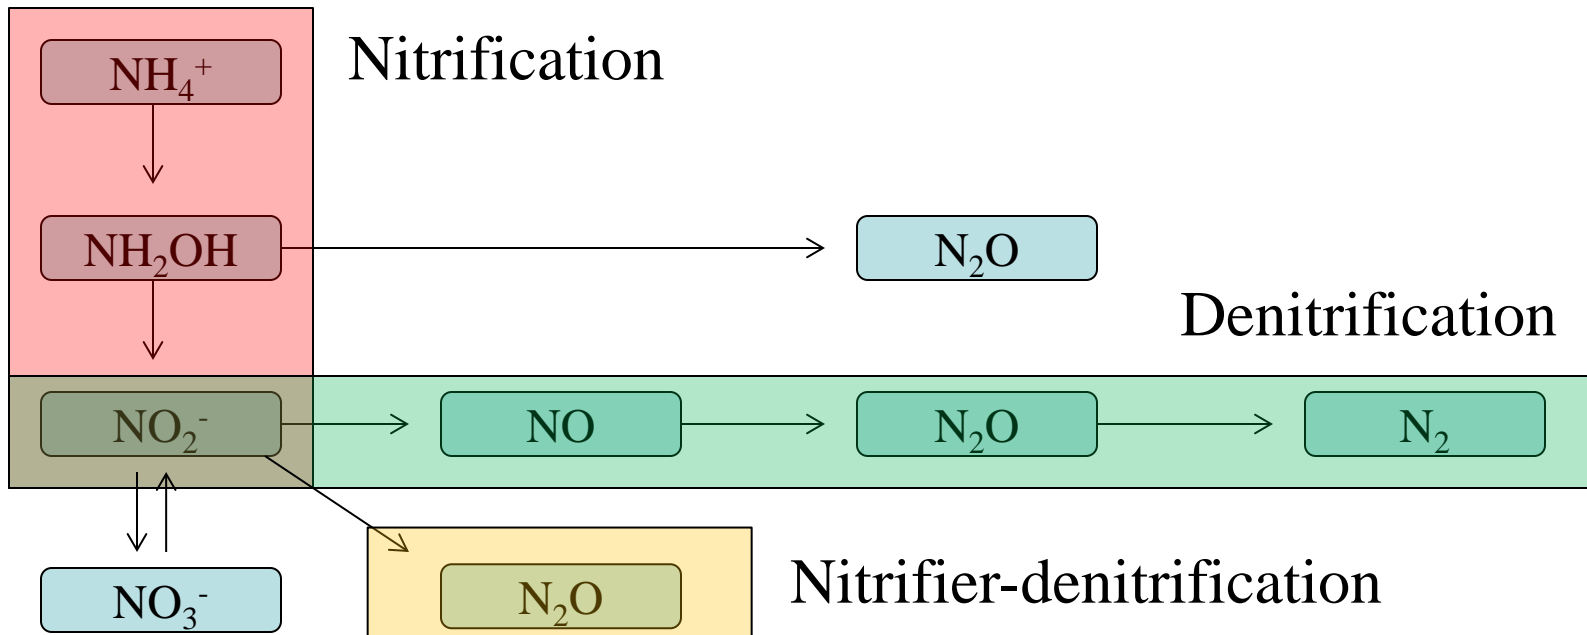 NH₄⁺
Nitrification
NH₂OH
N₂O
Denitrification
NO₂⁻
NO
N₂O
N₂
NO₃⁻
N₂O
Nitrifier-denitrification